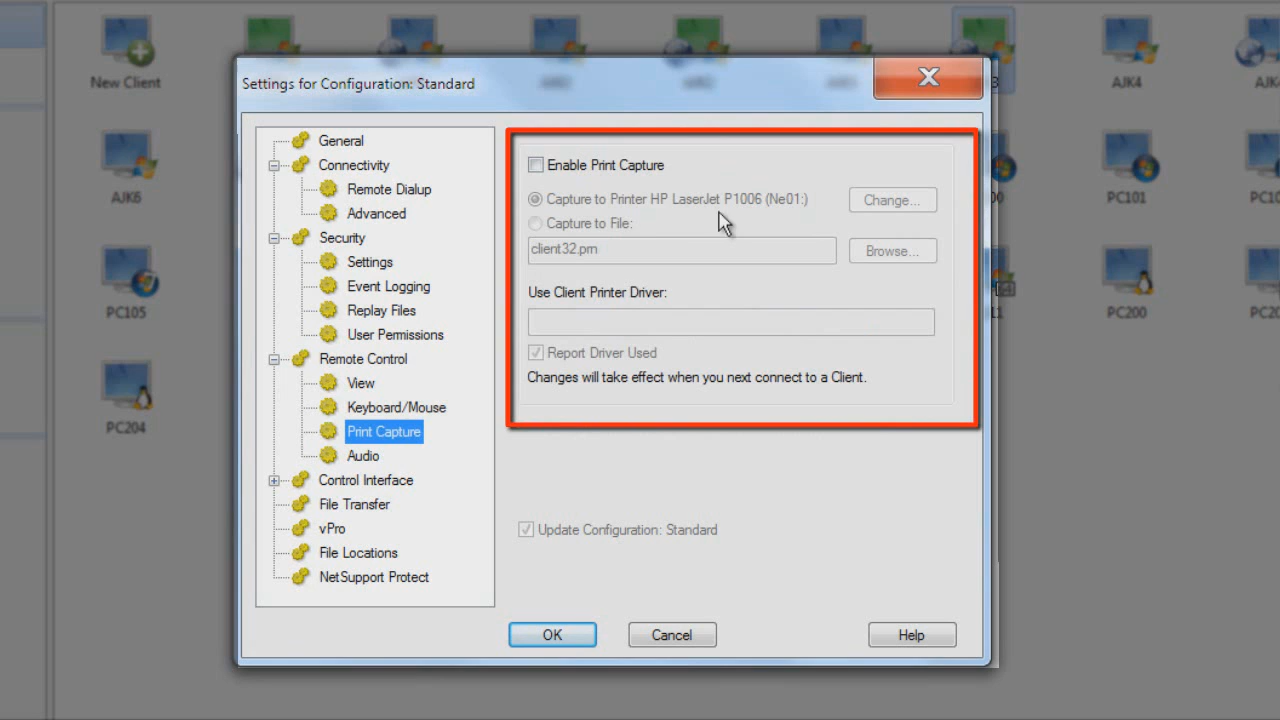 New Client
AJK4
AJK6
PC101
PC105
PC200
PC204
Settings for Configuration: Standard
General
Connectivity
Remote Dialup
Advanced
Security
Settings
Event Logging
Replay Files
User Permissions
Remote Control
View
Keyboard/Mouse
Print Capture
Audio
Control Interface
File Transfer
vPro
File Locations
NetSupport Protect
Enable Print Capture
Capture to Printer HP LaserJet P1006 (Ne01:)
Change...
Capture to File:
client32.prn
Browse...
Use Client Printer Driver:
Report Driver Used
Changes will take effect when you next connect to a Client.
Update Configuration: Standard
OK
Cancel
Help